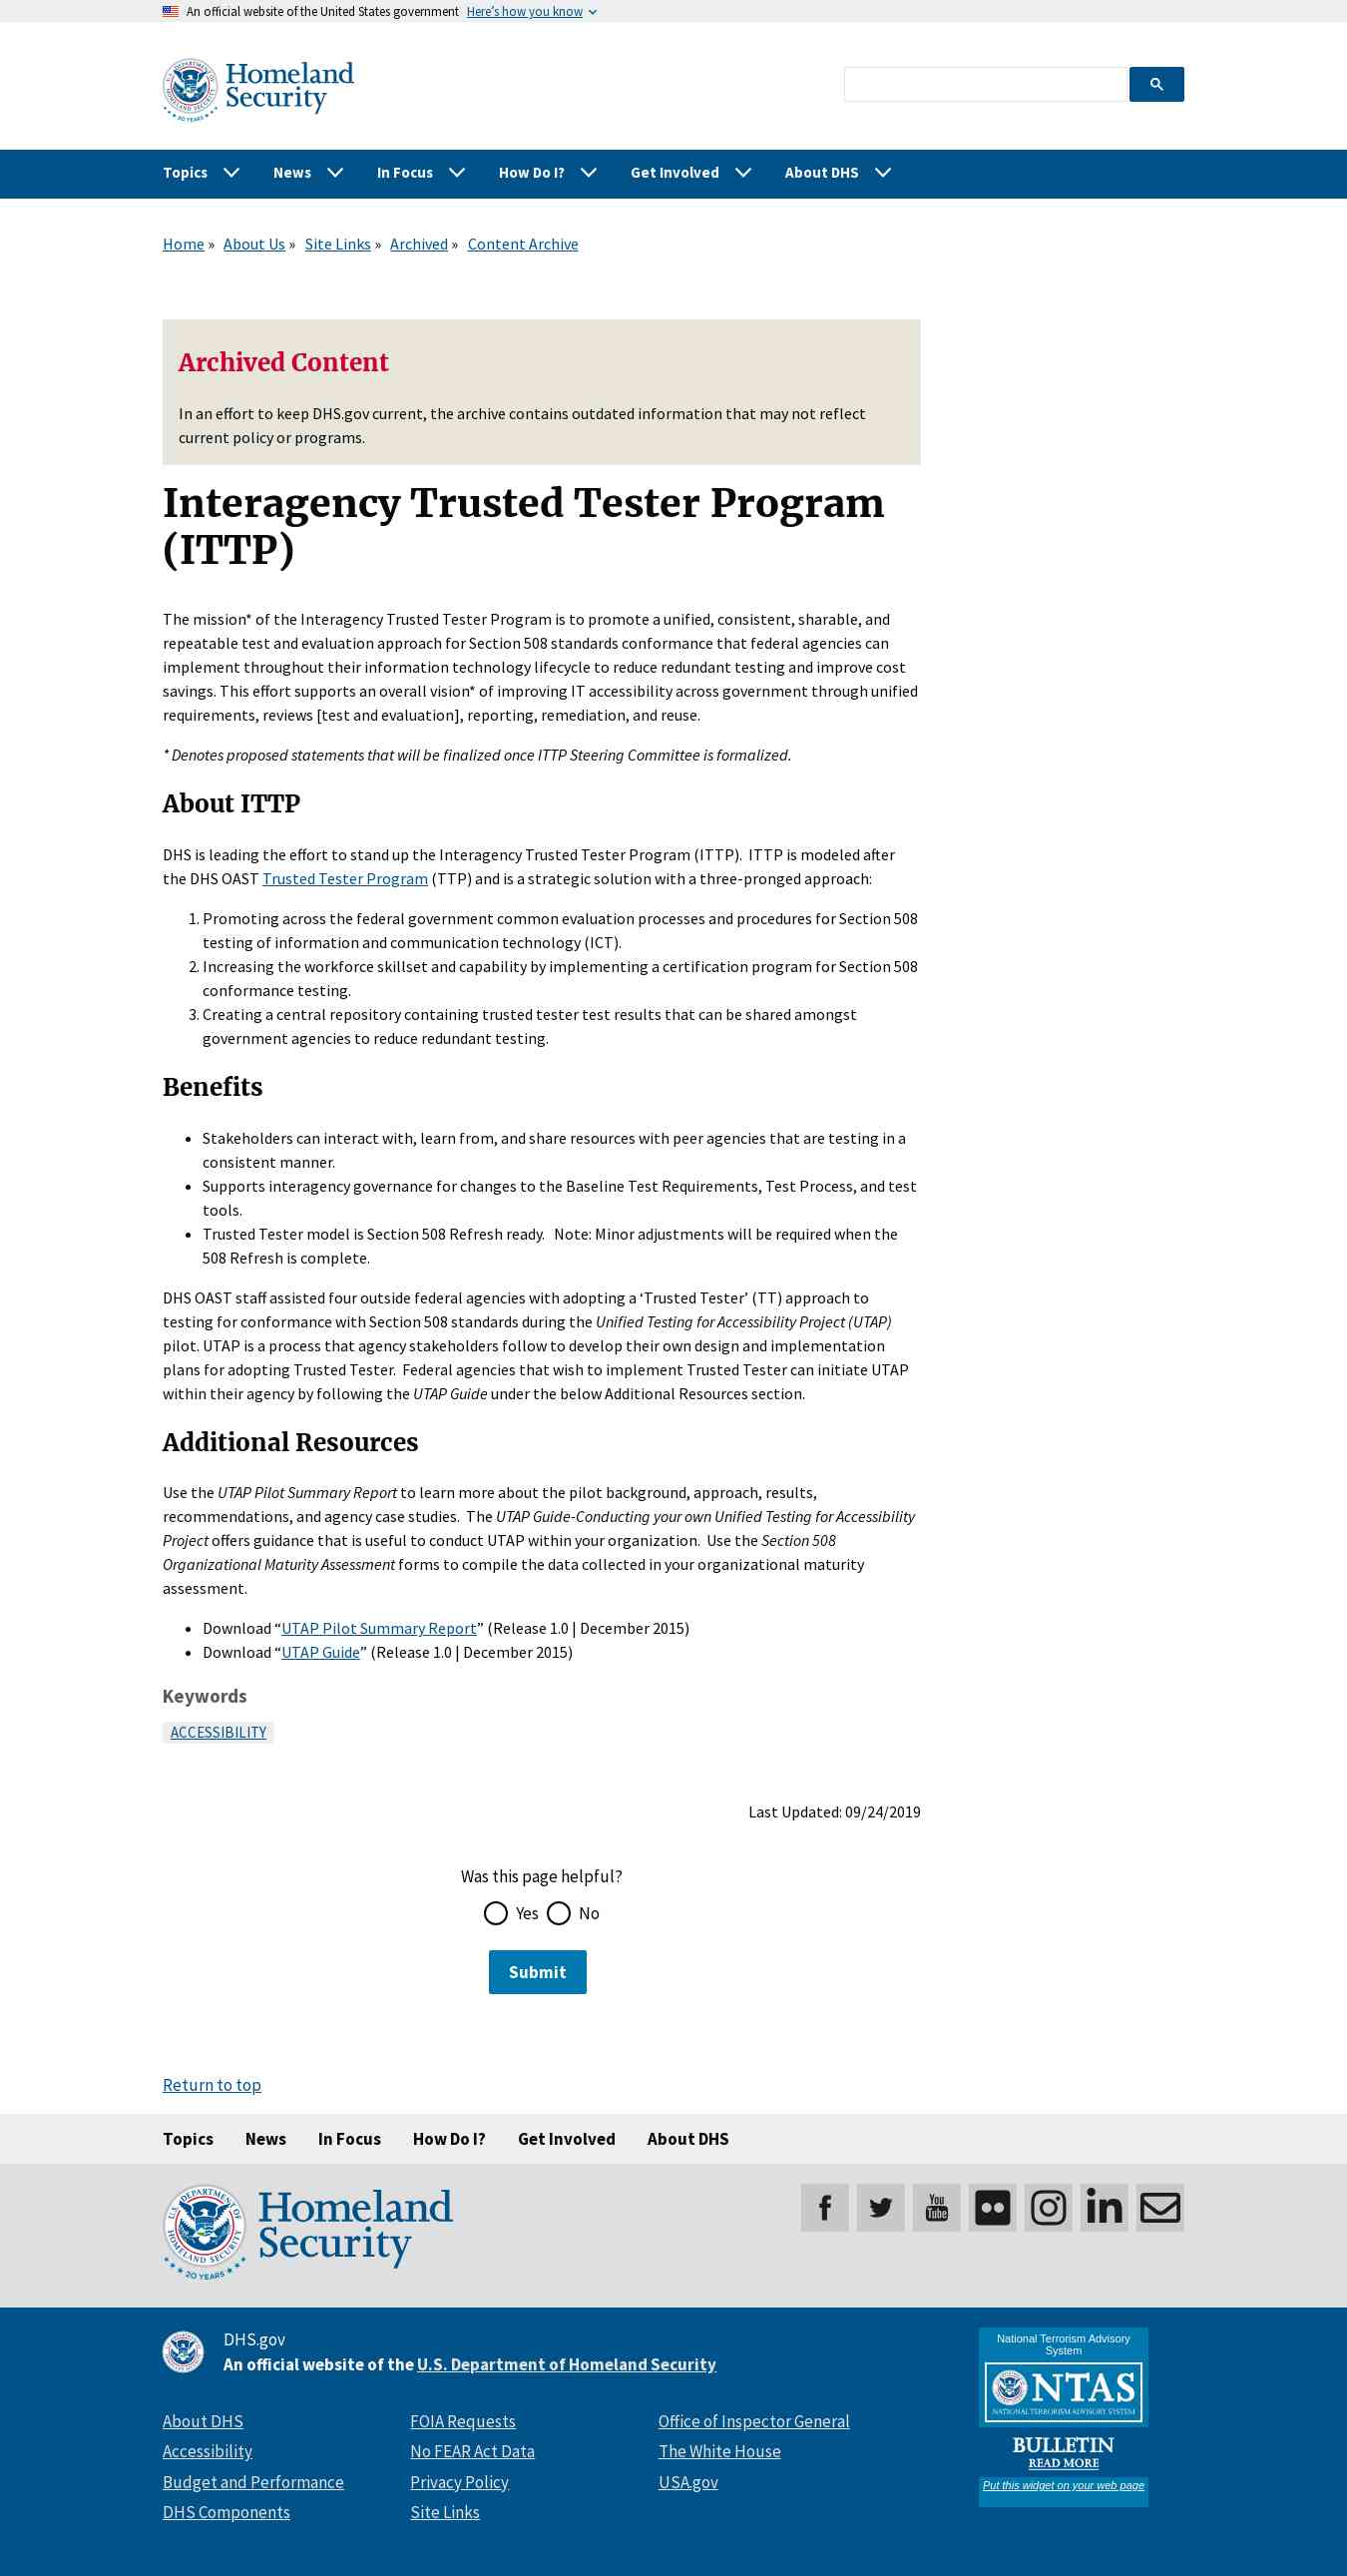 An official website of the United States government Here’s how you know
Homeland
Security
20 YEARS
Topics News In Focus How Do I? Get Involved About DHS
Home » About Us » Site Links » Archived » Content Archive
Archived Content
In an effort to keep DHS.gov current, the archive contains outdated information that may not reflect
current policy or programs.
Interagency Trusted Tester Program
(ITTP)
The mission* of the Interagency Trusted Tester Program is to promote a unified, consistent, sharable, and
repeatable test and evaluation approach for Section 508 standards conformance that federal agencies can
implement throughout their information technology lifecycle to reduce redundant testing and improve cost
savings. This effort supports an overall vision* of improving IT accessibility across government through unified
requirements, reviews [test and evaluation], reporting, remediation, and reuse.
* Denotes proposed statements that will be finalized once ITTP Steering Committee is formalized.
About ITTP
DHS is leading the effort to stand up the Interagency Trusted Tester Program (ITTP). ITTP is modeled after
the DHS OAST Trusted Tester Program (TTP) and is a strategic solution with a three-pronged approach:
1. Promoting across the federal government common evaluation processes and procedures for Section 508
testing of information and communication technology (ICT).
2. Increasing the workforce skillset and capability by implementing a certification program for Section 508
conformance testing.
3. Creating a central repository containing trusted tester test results that can be shared amongst
government agencies to reduce redundant testing.
Benefits
• Stakeholders can interact with, learn from, and share resources with peer agencies that are testing in a
consistent manner.
• Supports interagency governance for changes to the Baseline Test Requirements, Test Process, and test
tools.
• Trusted Tester model is Section 508 Refresh ready. Note: Minor adjustments will be required when the
508 Refresh is complete.
DHS OAST staff assisted four outside federal agencies with adopting a ‘Trusted Tester’ (TT) approach to
testing for conformance with Section 508 standards during the Unified Testing for Accessibility Project (UTAP)
pilot. UTAP is a process that agency stakeholders follow to develop their own design and implementation
plans for adopting Trusted Tester. Federal agencies that wish to implement Trusted Tester can initiate UTAP
within their agency by following the UTAP Guide under the below Additional Resources section.
Additional Resources
Use the UTAP Pilot Summary Report to learn more about the pilot background, approach, results,
recommendations, and agency case studies. The UTAP Guide-Conducting your own Unified Testing for Accessibility
Project offers guidance that is useful to conduct UTAP within your organization. Use the Section 508
Organizational Maturity Assessment forms to compile the data collected in your organizational maturity
assessment.
• Download “UTAP Pilot Summary Report” (Release 1.0 | December 2015)
• Download “UTAP Guide” (Release 1.0 | December 2015)
Keywords
ACCESSIBILITY
Last Updated: 09/24/2019
Was this page helpful?
Yes No
Submit
Return to top
Topics News In Focus How Do I? Get Involved About DHS
U.S. DEPARTMENT OF HOMELAND SECURITY
Homeland
Security
20 YEARS
You Tube
DHS.gov
An official website of the U.S. Department of Homeland Security
About DHS FOIA Requests Office of Inspector General
Accessibility No FEAR Act Data The White House
Budget and Performance Privacy Policy USA.gov
DHS Components Site Links
National Terrorism Advisory
System
NTAS
NATIONAL TERRORISM ADVISORY SYSTEM
BULLETIN
READ MORE
Put this widget on your web page